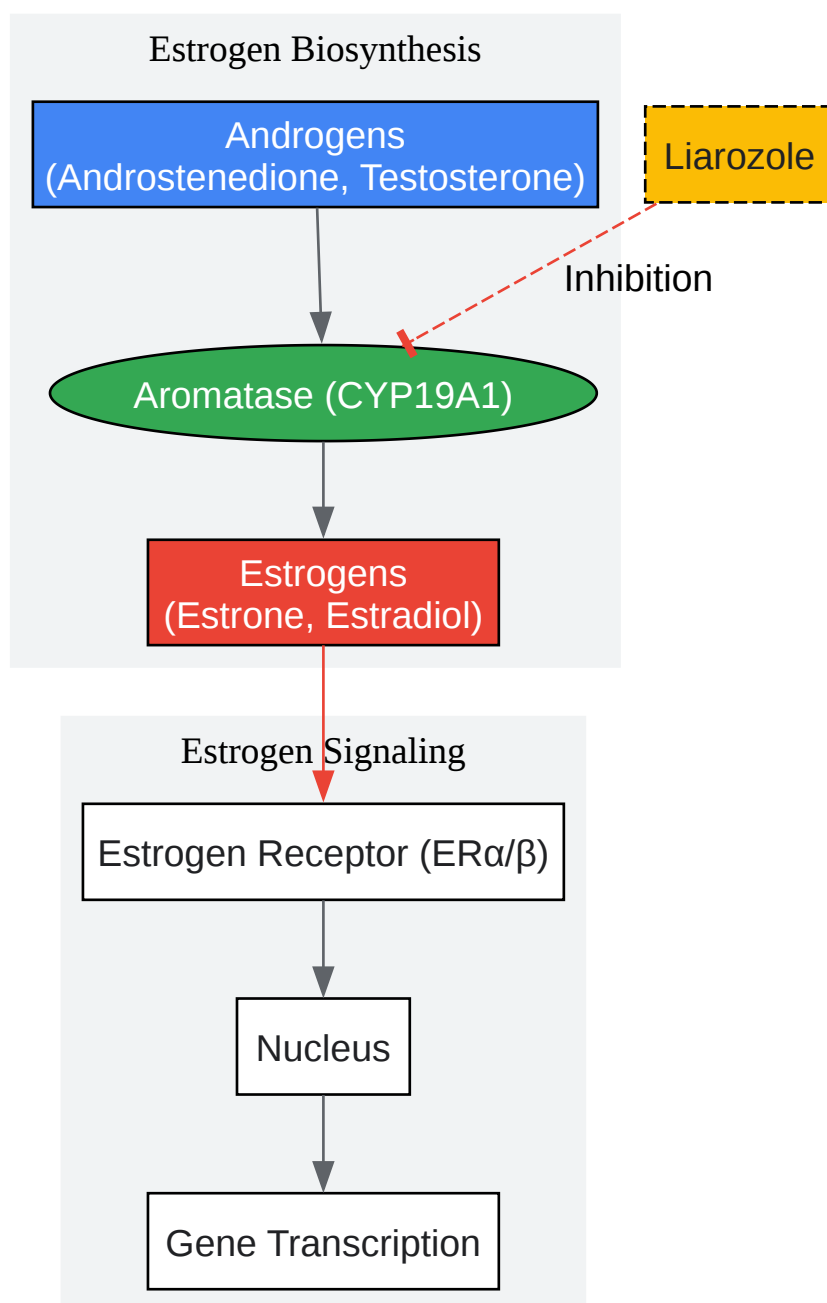 Estrogen Biosynthesis
Androgens
(Androstenedione, Testosterone)
Liarozole
Inhibition
Aromatase (CYP19A1)
Estrogens
(Estrone, Estradiol)
Estrogen Signaling
Estrogen Receptor (ERα/β)
Nucleus
Gene Transcription